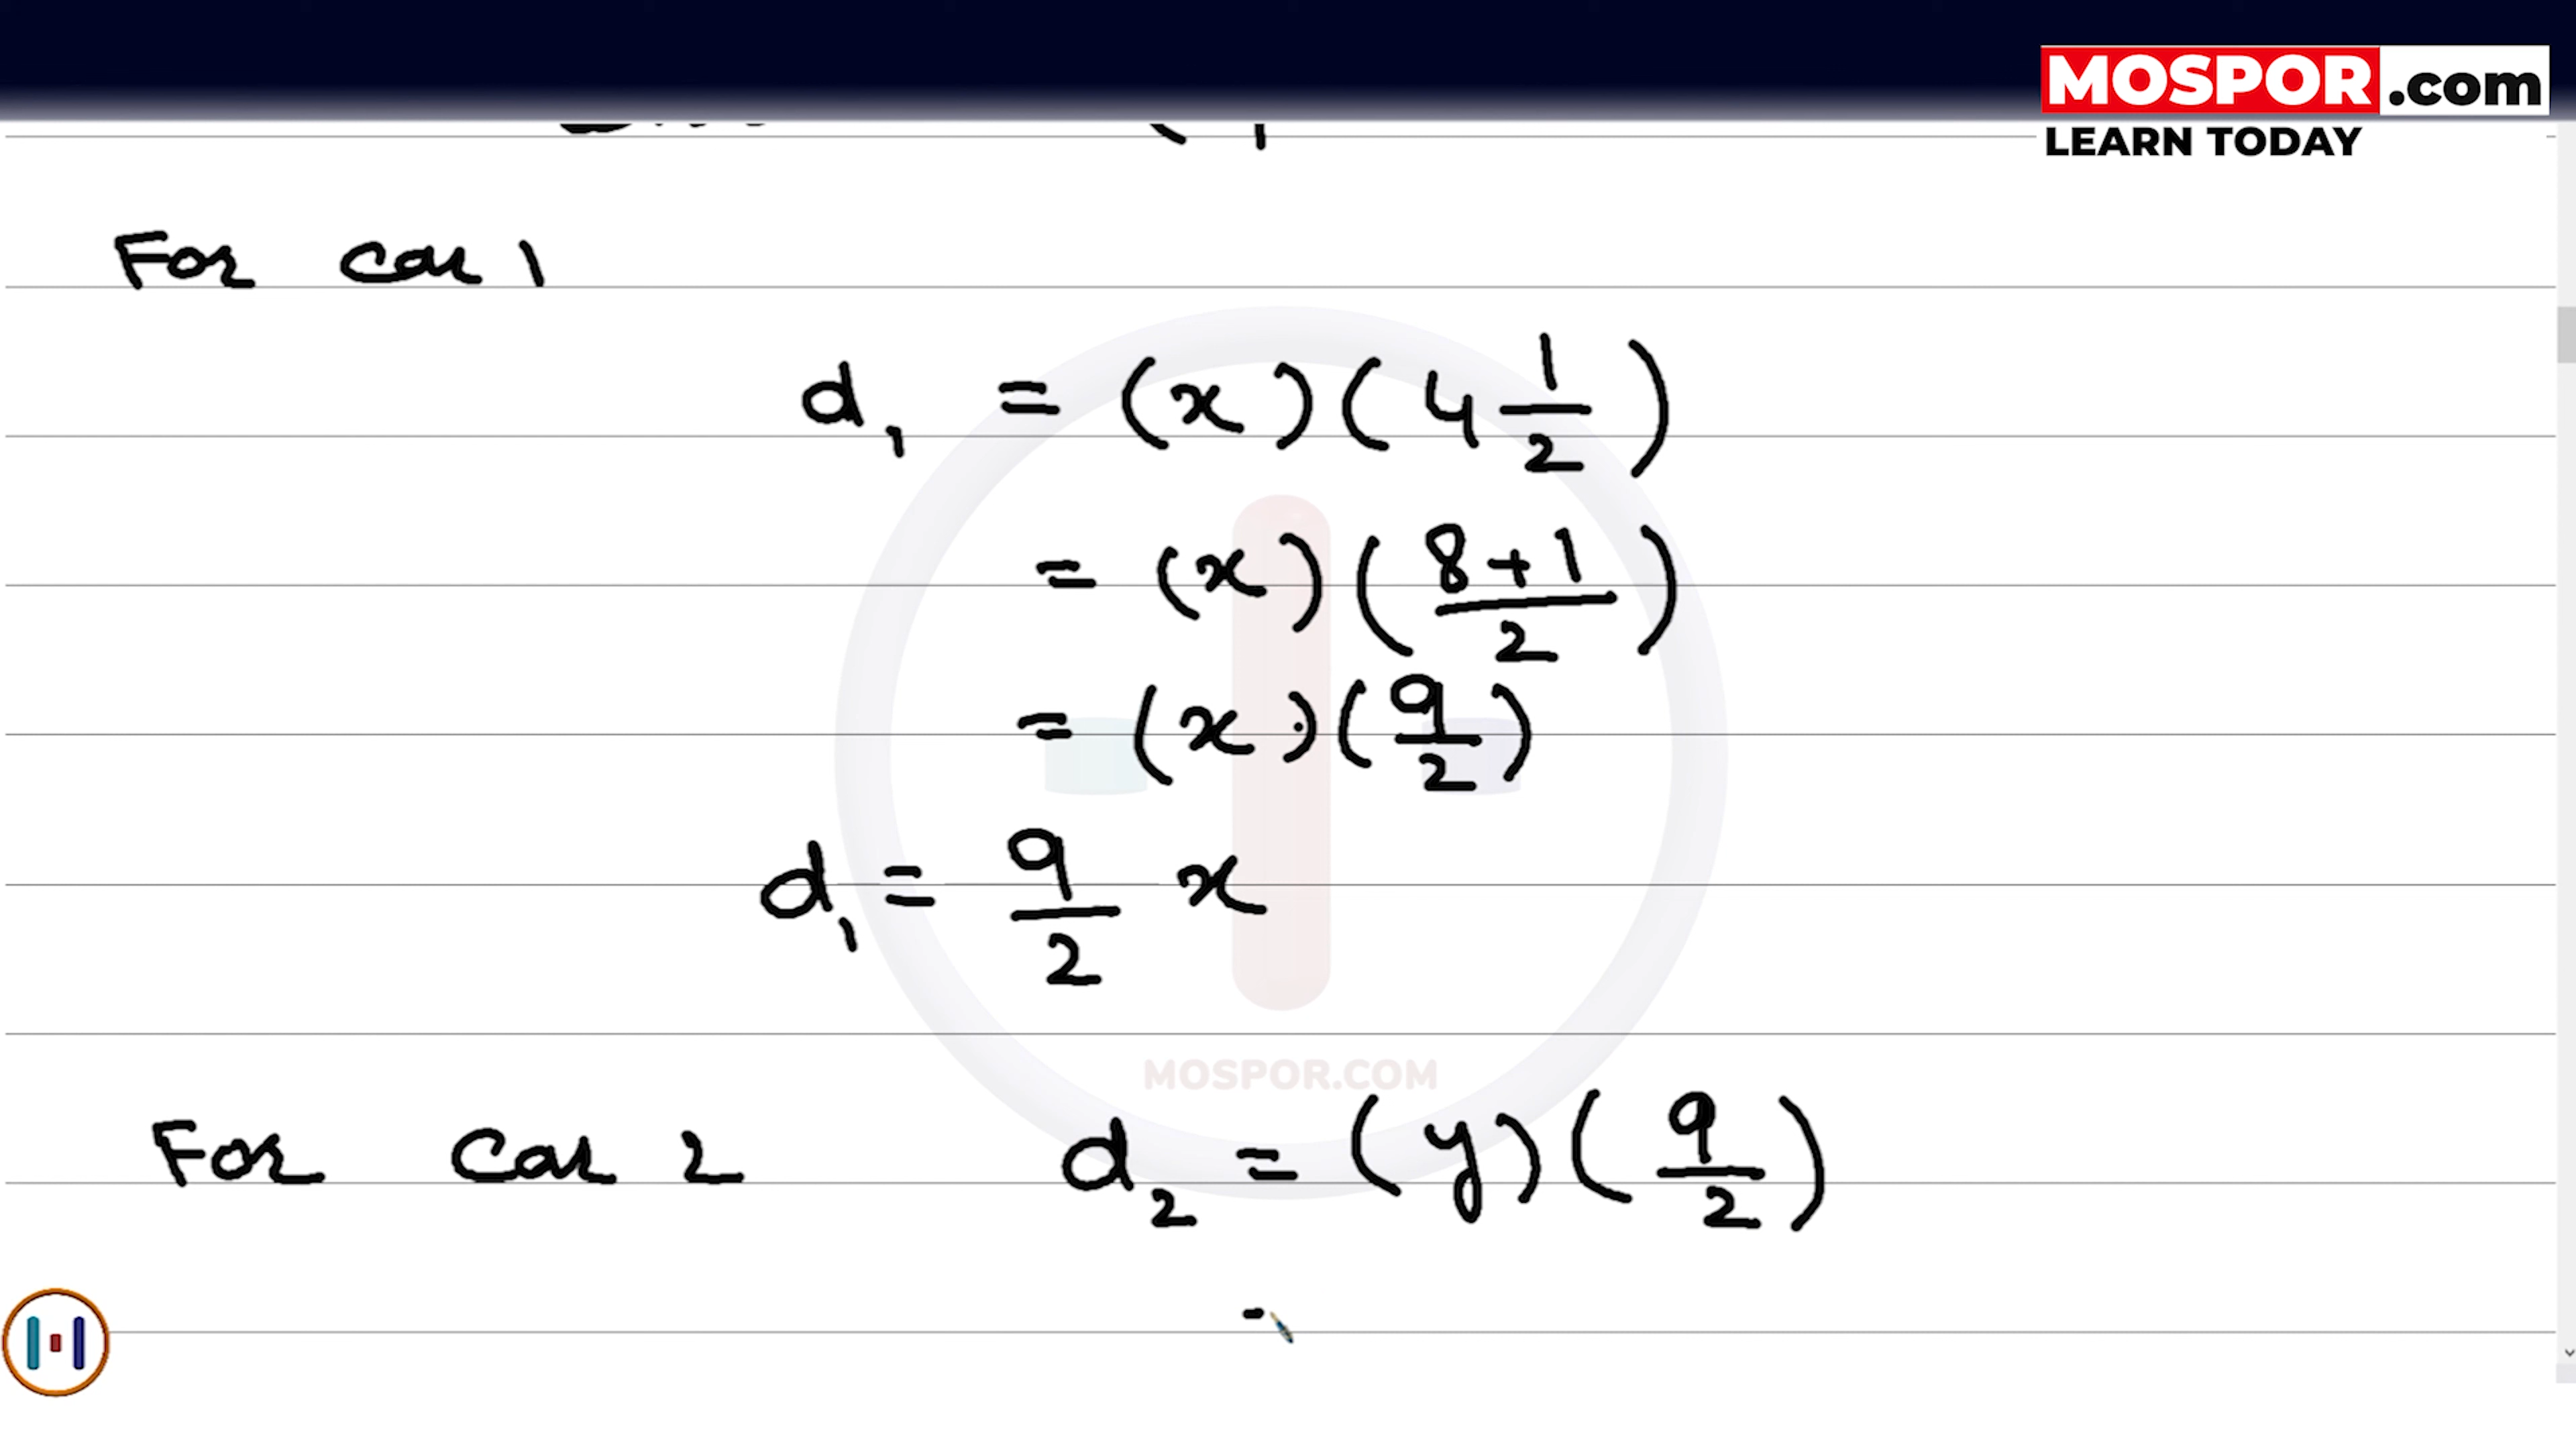 MOSPOR.com
LEARN TODAY
For car 1
d₁ = (x)(4 1/2)
= (x)((8+1)/2)
= (x)(9/2)
d₁ = 9/2 x
MOSPOR.COM
For Car 2 d₂ = (y)(9/2)
-